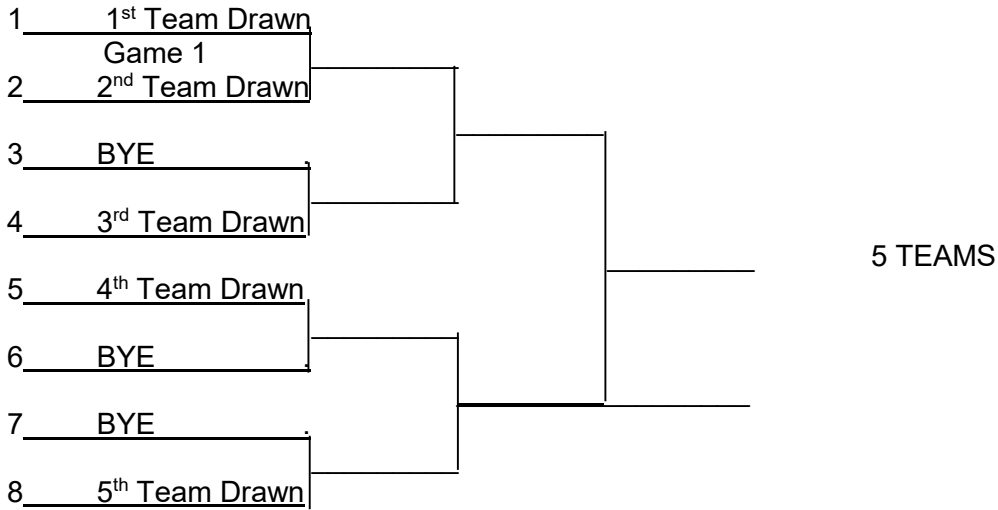 1 1st Team Drawn
Game 1
2 2nd Team Drawn
3 BYE
4 3rd Team Drawn
5 TEAMS
5 4th Team Drawn
6 BYE
7 BYE
8 5th Team Drawn